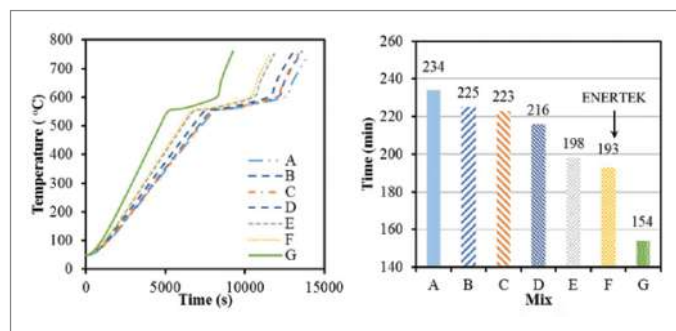 800
700
600
500
400
300
200
100
0
Temperature ( °C)
A
B
C
D
E
F
G
0 5000 10000 15000
Time (s)
260
240
220
200
180
160
140
Time (min)
234
225
223
216
198
193
154
ENERTEK
A B C D E F G
Mix